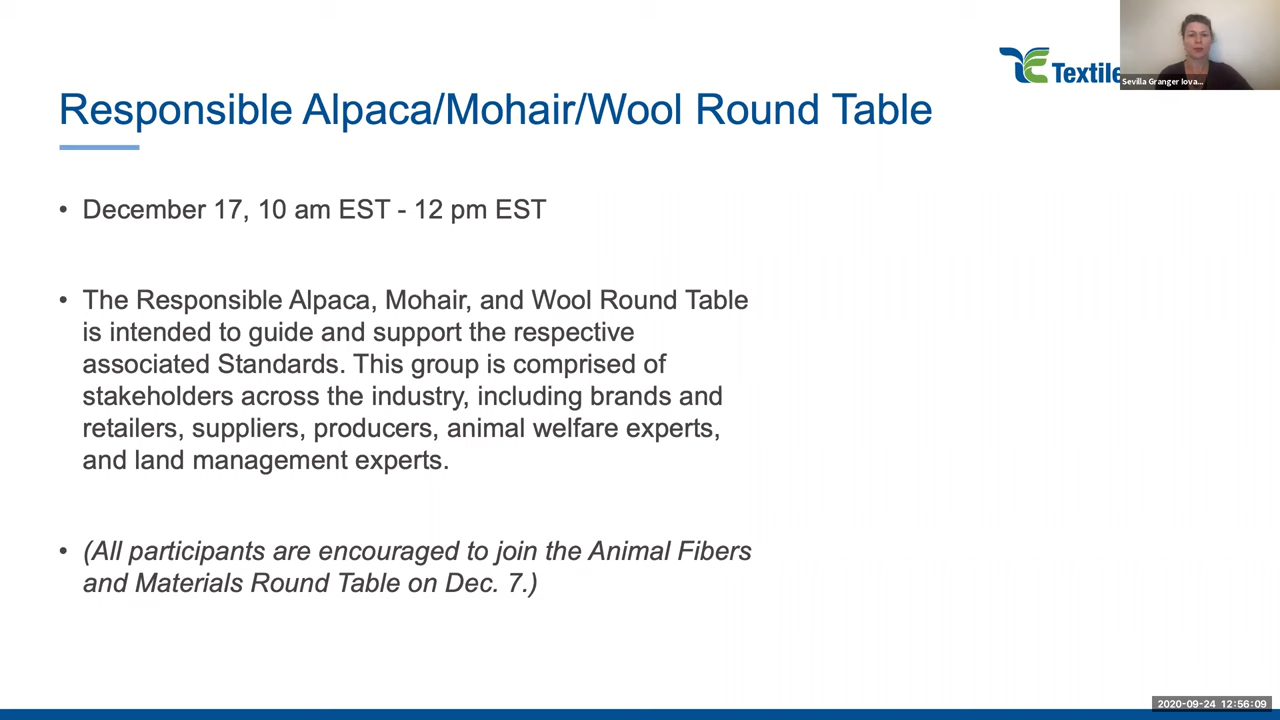 Textile
Sevilla Granger Iova...
Responsible Alpaca/Mohair/Wool Round Table
• December 17, 10 am EST - 12 pm EST
• The Responsible Alpaca, Mohair, and Wool Round Table
is intended to guide and support the respective
associated Standards. This group is comprised of
stakeholders across the industry, including brands and
retailers, suppliers, producers, animal welfare experts,
and land management experts.
• (All participants are encouraged to join the Animal Fibers
and Materials Round Table on Dec. 7.)
2020-09-24 12:56:09